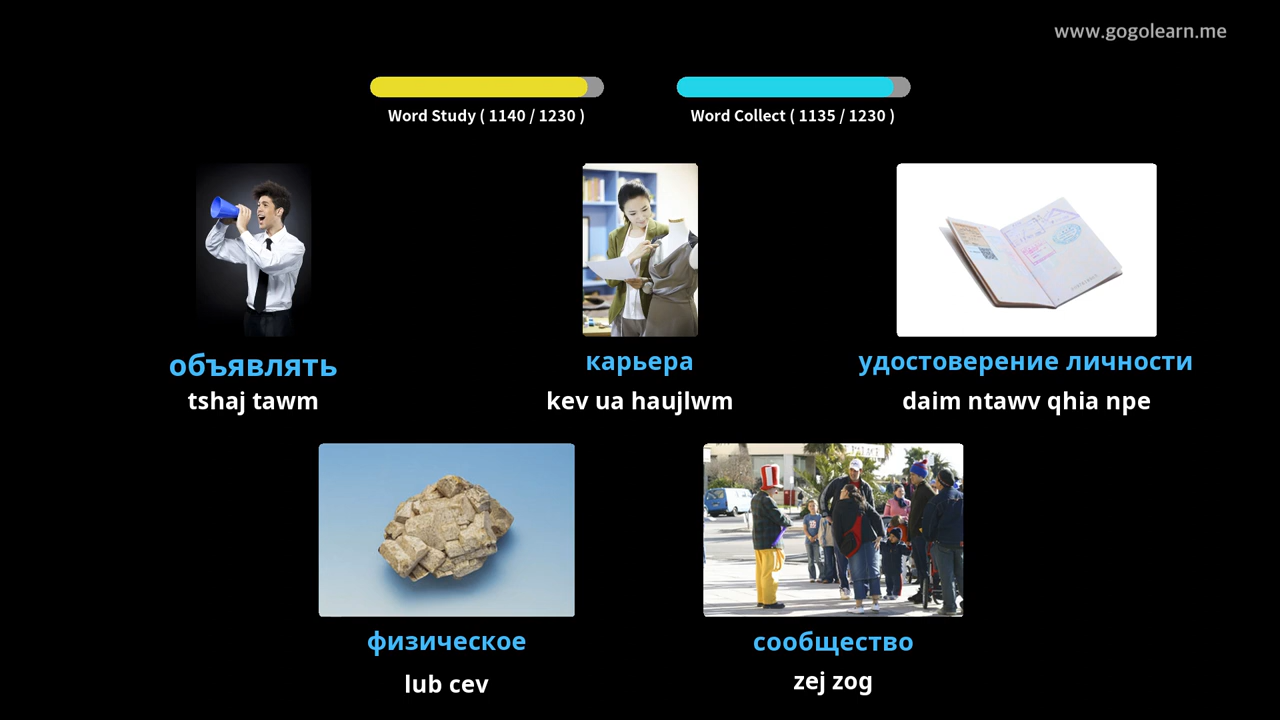 www.gogolearn.me
Word Study ( 1140 / 1230 )
Word Collect ( 1135 / 1230 )
объявлять
tshaj tawm
карьера
kev ua haujlwm
удостоверение личности
daim ntawv qhia npe
физическое
lub cev
сообщество
zej zog